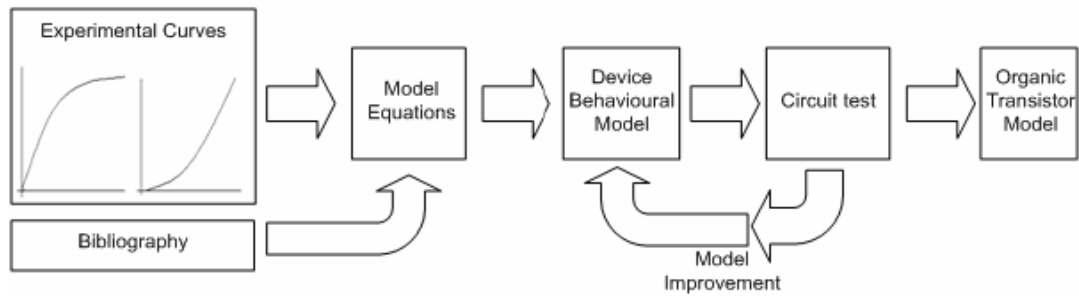 Experimental Curves
Model
Equations
Device
Behavioural
Model
Circuit test
Organic
Transistor
Model
Bibliography
Model
Improvement